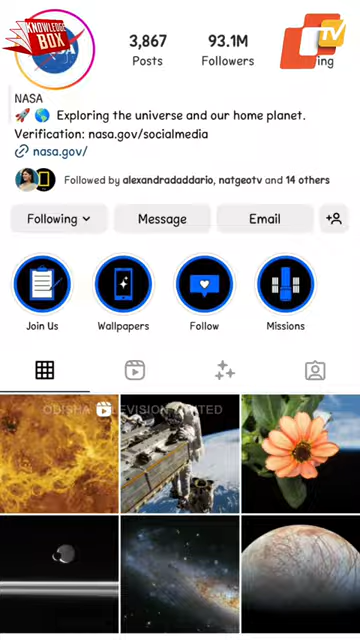 KNOWLEDGE
BOX
TV
3,867
93.1M
Posts
Followers
ing
NASA
🚀 🌎 Exploring the universe and our home planet.
Verification: nasa.gov/socialmedia
nasa.gov/
Followed by alexandradaddario, natgeotv and 14 others
Following
Message
Email
Join Us
Wallpapers
Follow
Missions
ODISHA TELEVISION LIMITED